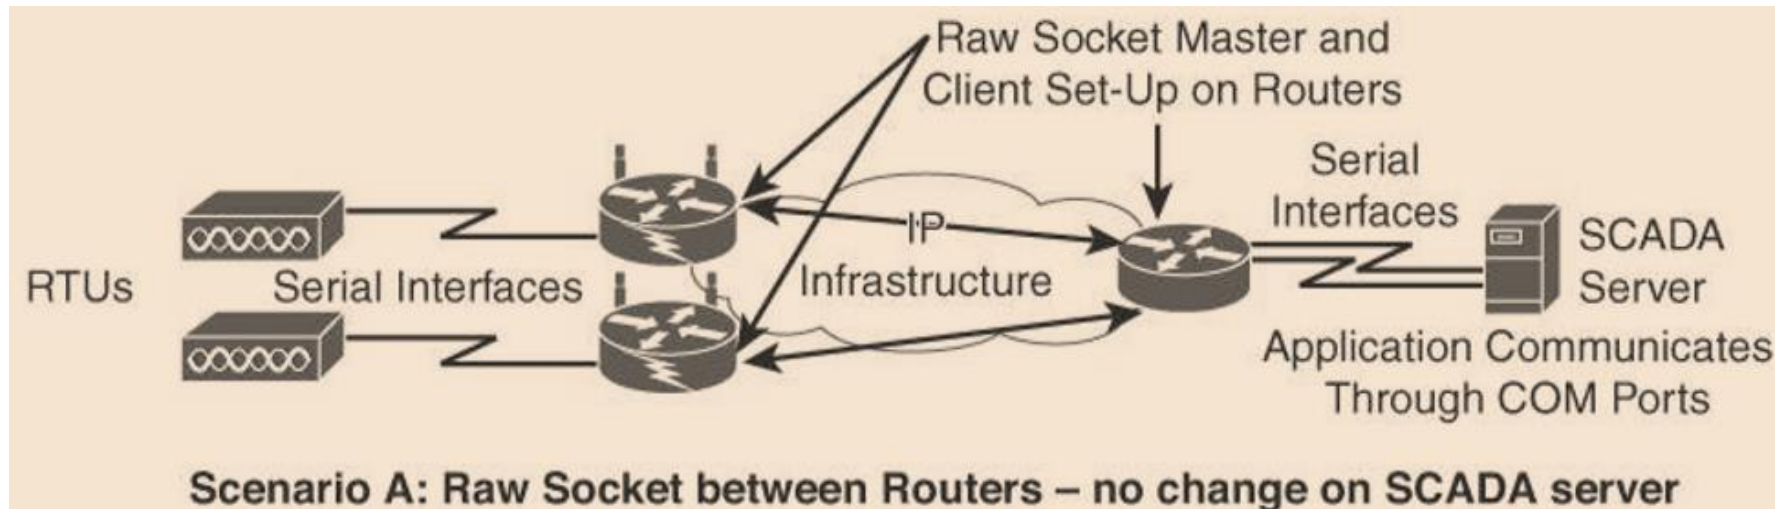 Raw Socket Master and
Client Set-Up on Routers
Serial
Interfaces
IP
Infrastructure
SCADA
Server
RTUs
Serial Interfaces
Application Communicates
Through COM Ports
Scenario A: Raw Socket between Routers – no change on SCADA server